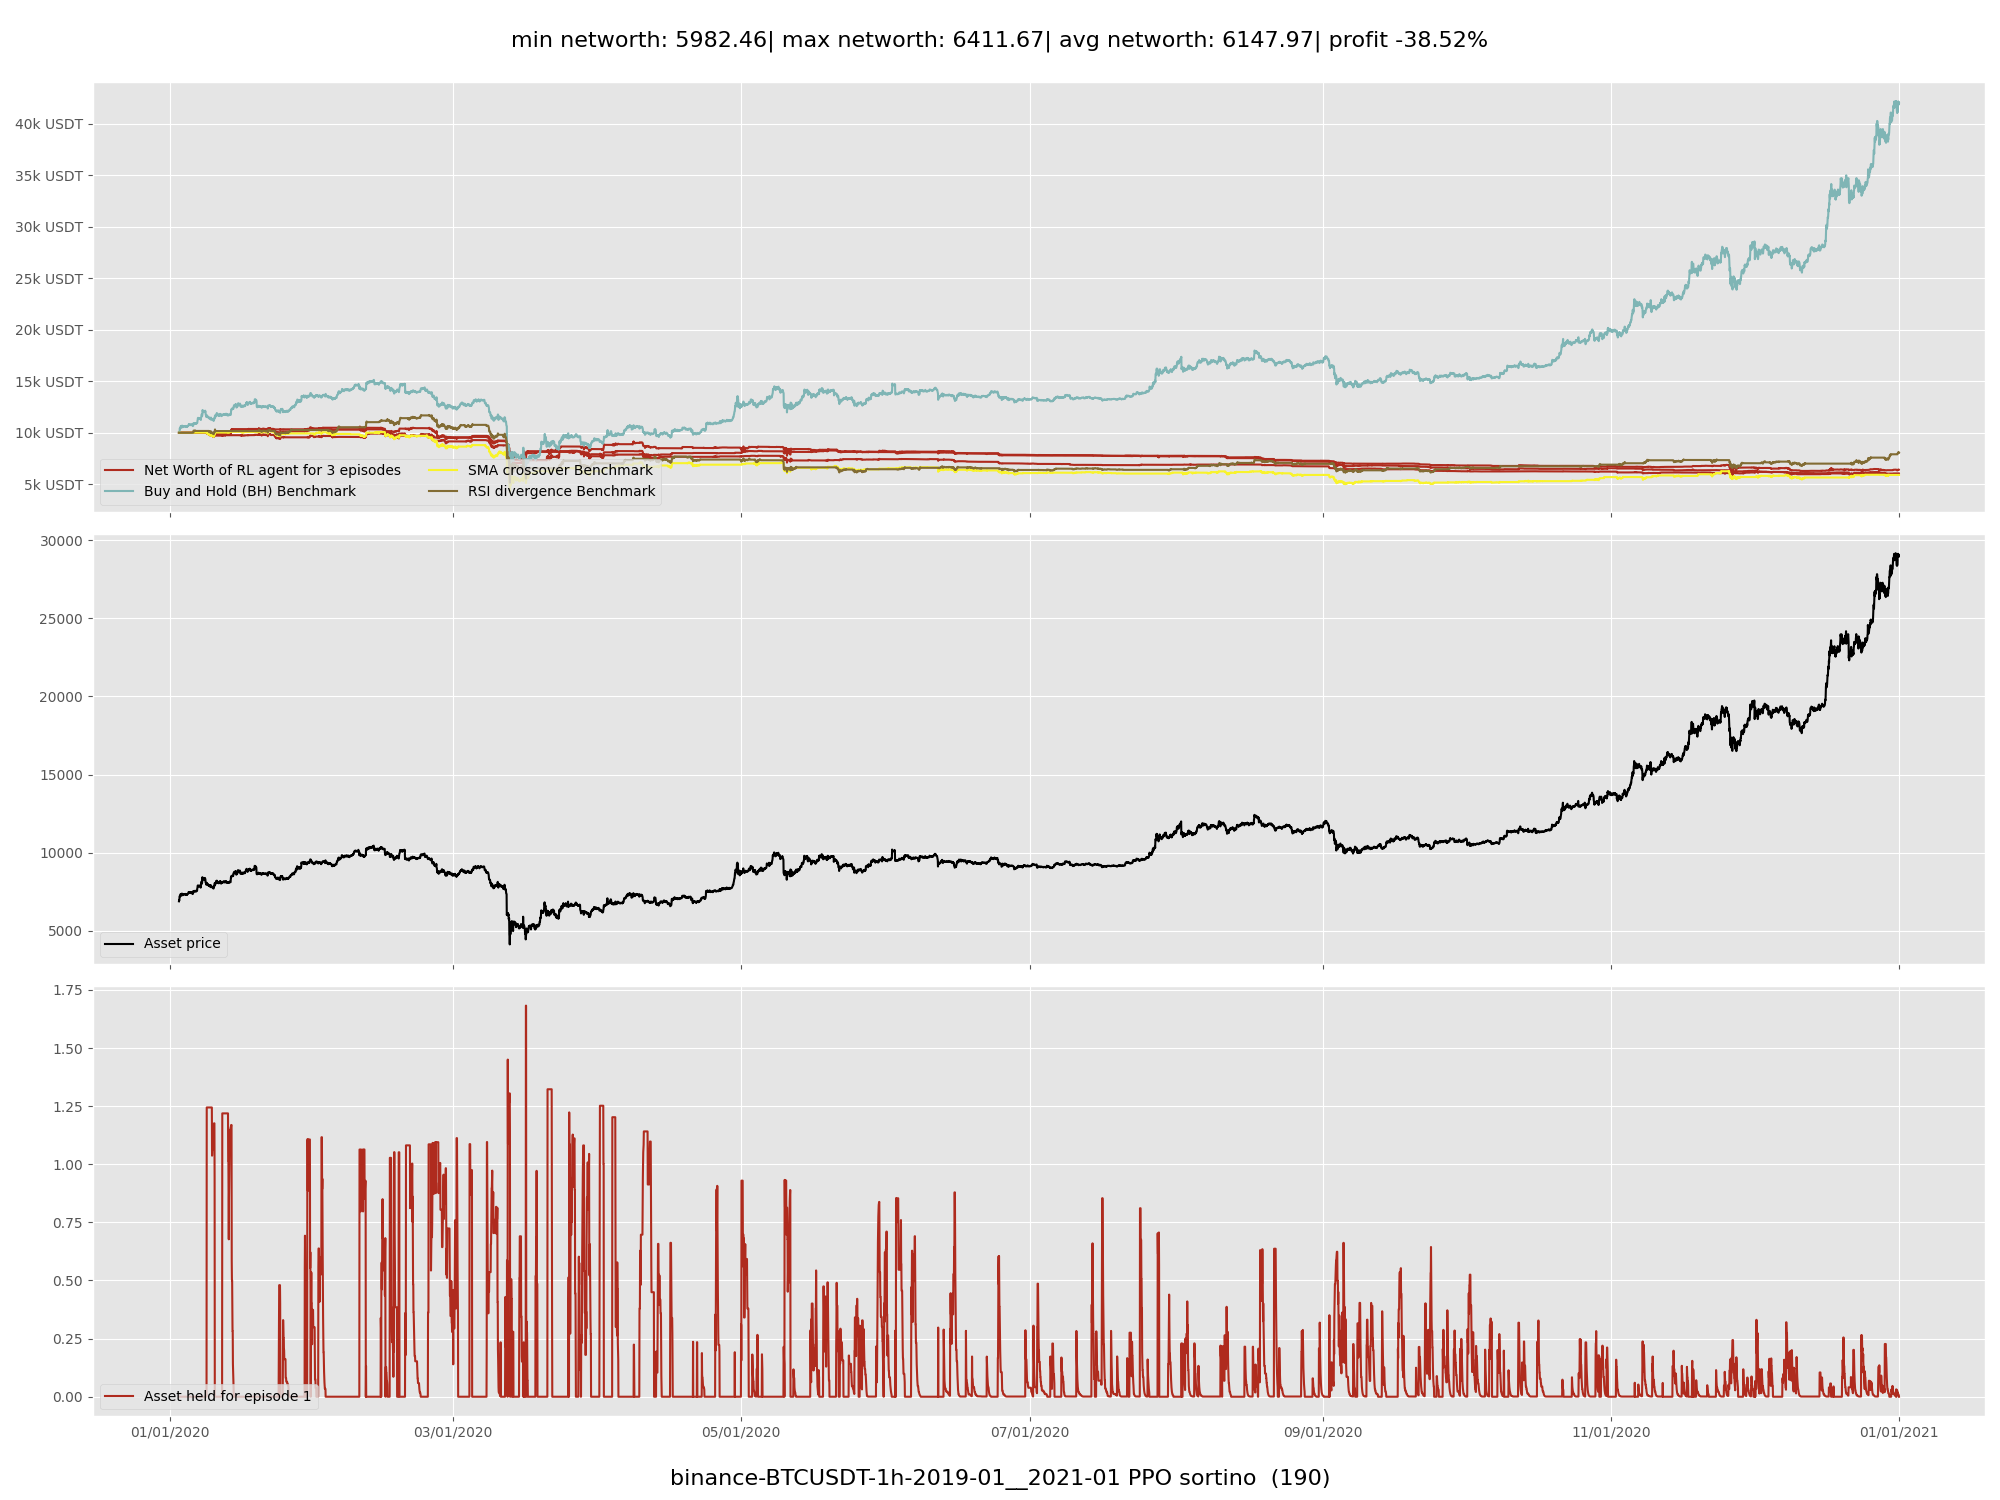 min networth: 5982.46| max networth: 6411.67| avg networth: 6147.97| profit -38.52%
40k USDT
35k USDT
30k USDT
25k USDT
20k USDT
15k USDT
10k USDT
5k USDT
Net Worth of RL agent for 3 episodes
Buy and Hold (BH) Benchmark
SMA crossover Benchmark
RSI divergence Benchmark
30000
25000
20000
15000
10000
5000
Asset price
1.75
1.50
1.25
1.00
0.75
0.50
0.25
0.00
Asset held for episode 1
01/01/2020 03/01/2020 05/01/2020 07/01/2020 09/01/2020 11/01/2020 01/01/2021
binance-BTCUSDT-1h-2019-01__2021-01 PPO sortino (190)